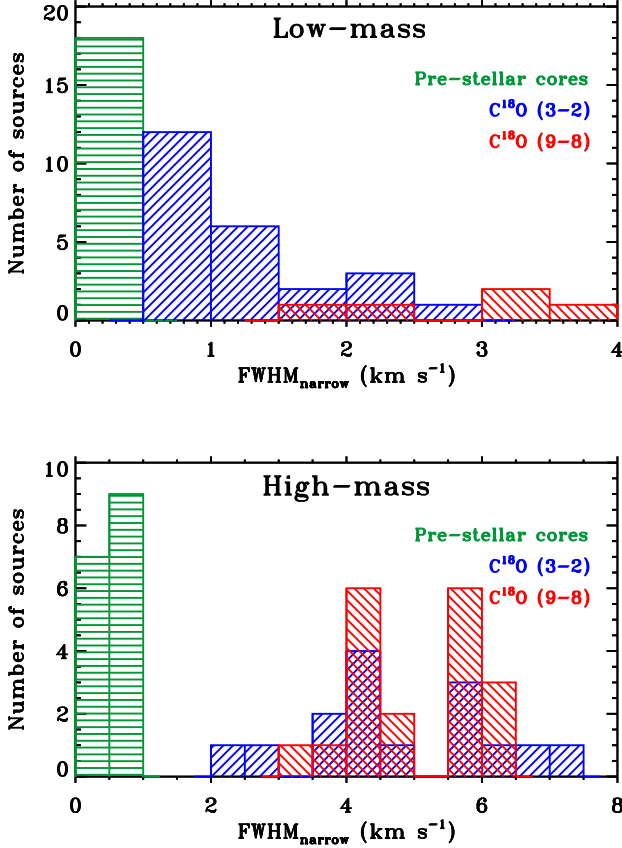 Low−mass
Pre−stellar cores
C¹⁸O (3−2)
C¹⁸O (9−8)
Number of sources
20
15
10
5
0
0 1 2 3 4
FWHMnarrow (km s⁻¹)
High−mass
Pre−stellar cores
C¹⁸O (3−2)
C¹⁸O (9−8)
Number of sources
10
8
6
4
2
0
0 2 4 6 8
FWHMnarrow (km s⁻¹)